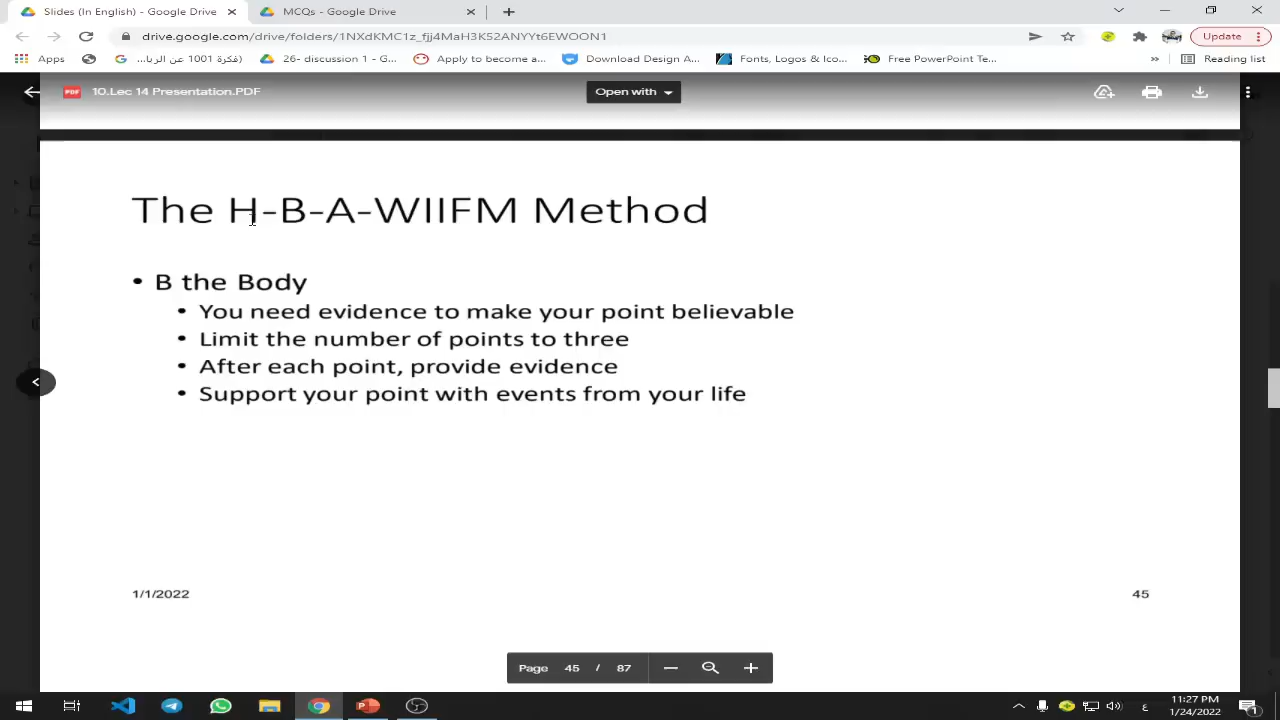 Slides (In English) - Google Drive
MCQs - Google Drive
drive.google.com/drive/folders/1NXdKMC1z_fjj4MaH3K52ANYYt6EWOON1
Update
Apps
1001 فكرة عن الربا...
26- discussion 1 - G...
Apply to become a...
Download Design A...
Fonts, Logos & Ico...
Free PowerPoint Te...
»
Reading list
PDF
10.Lec 14 Presentation.PDF
Open with
The H-B-A-WIIFM Method
• B the Body
• You need evidence to make your point believable
• Limit the number of points to three
• After each point, provide evidence
• Support your point with events from your life
1/1/2022
45
Page 45 / 87
ع
11:27 PM
1/24/2022
1